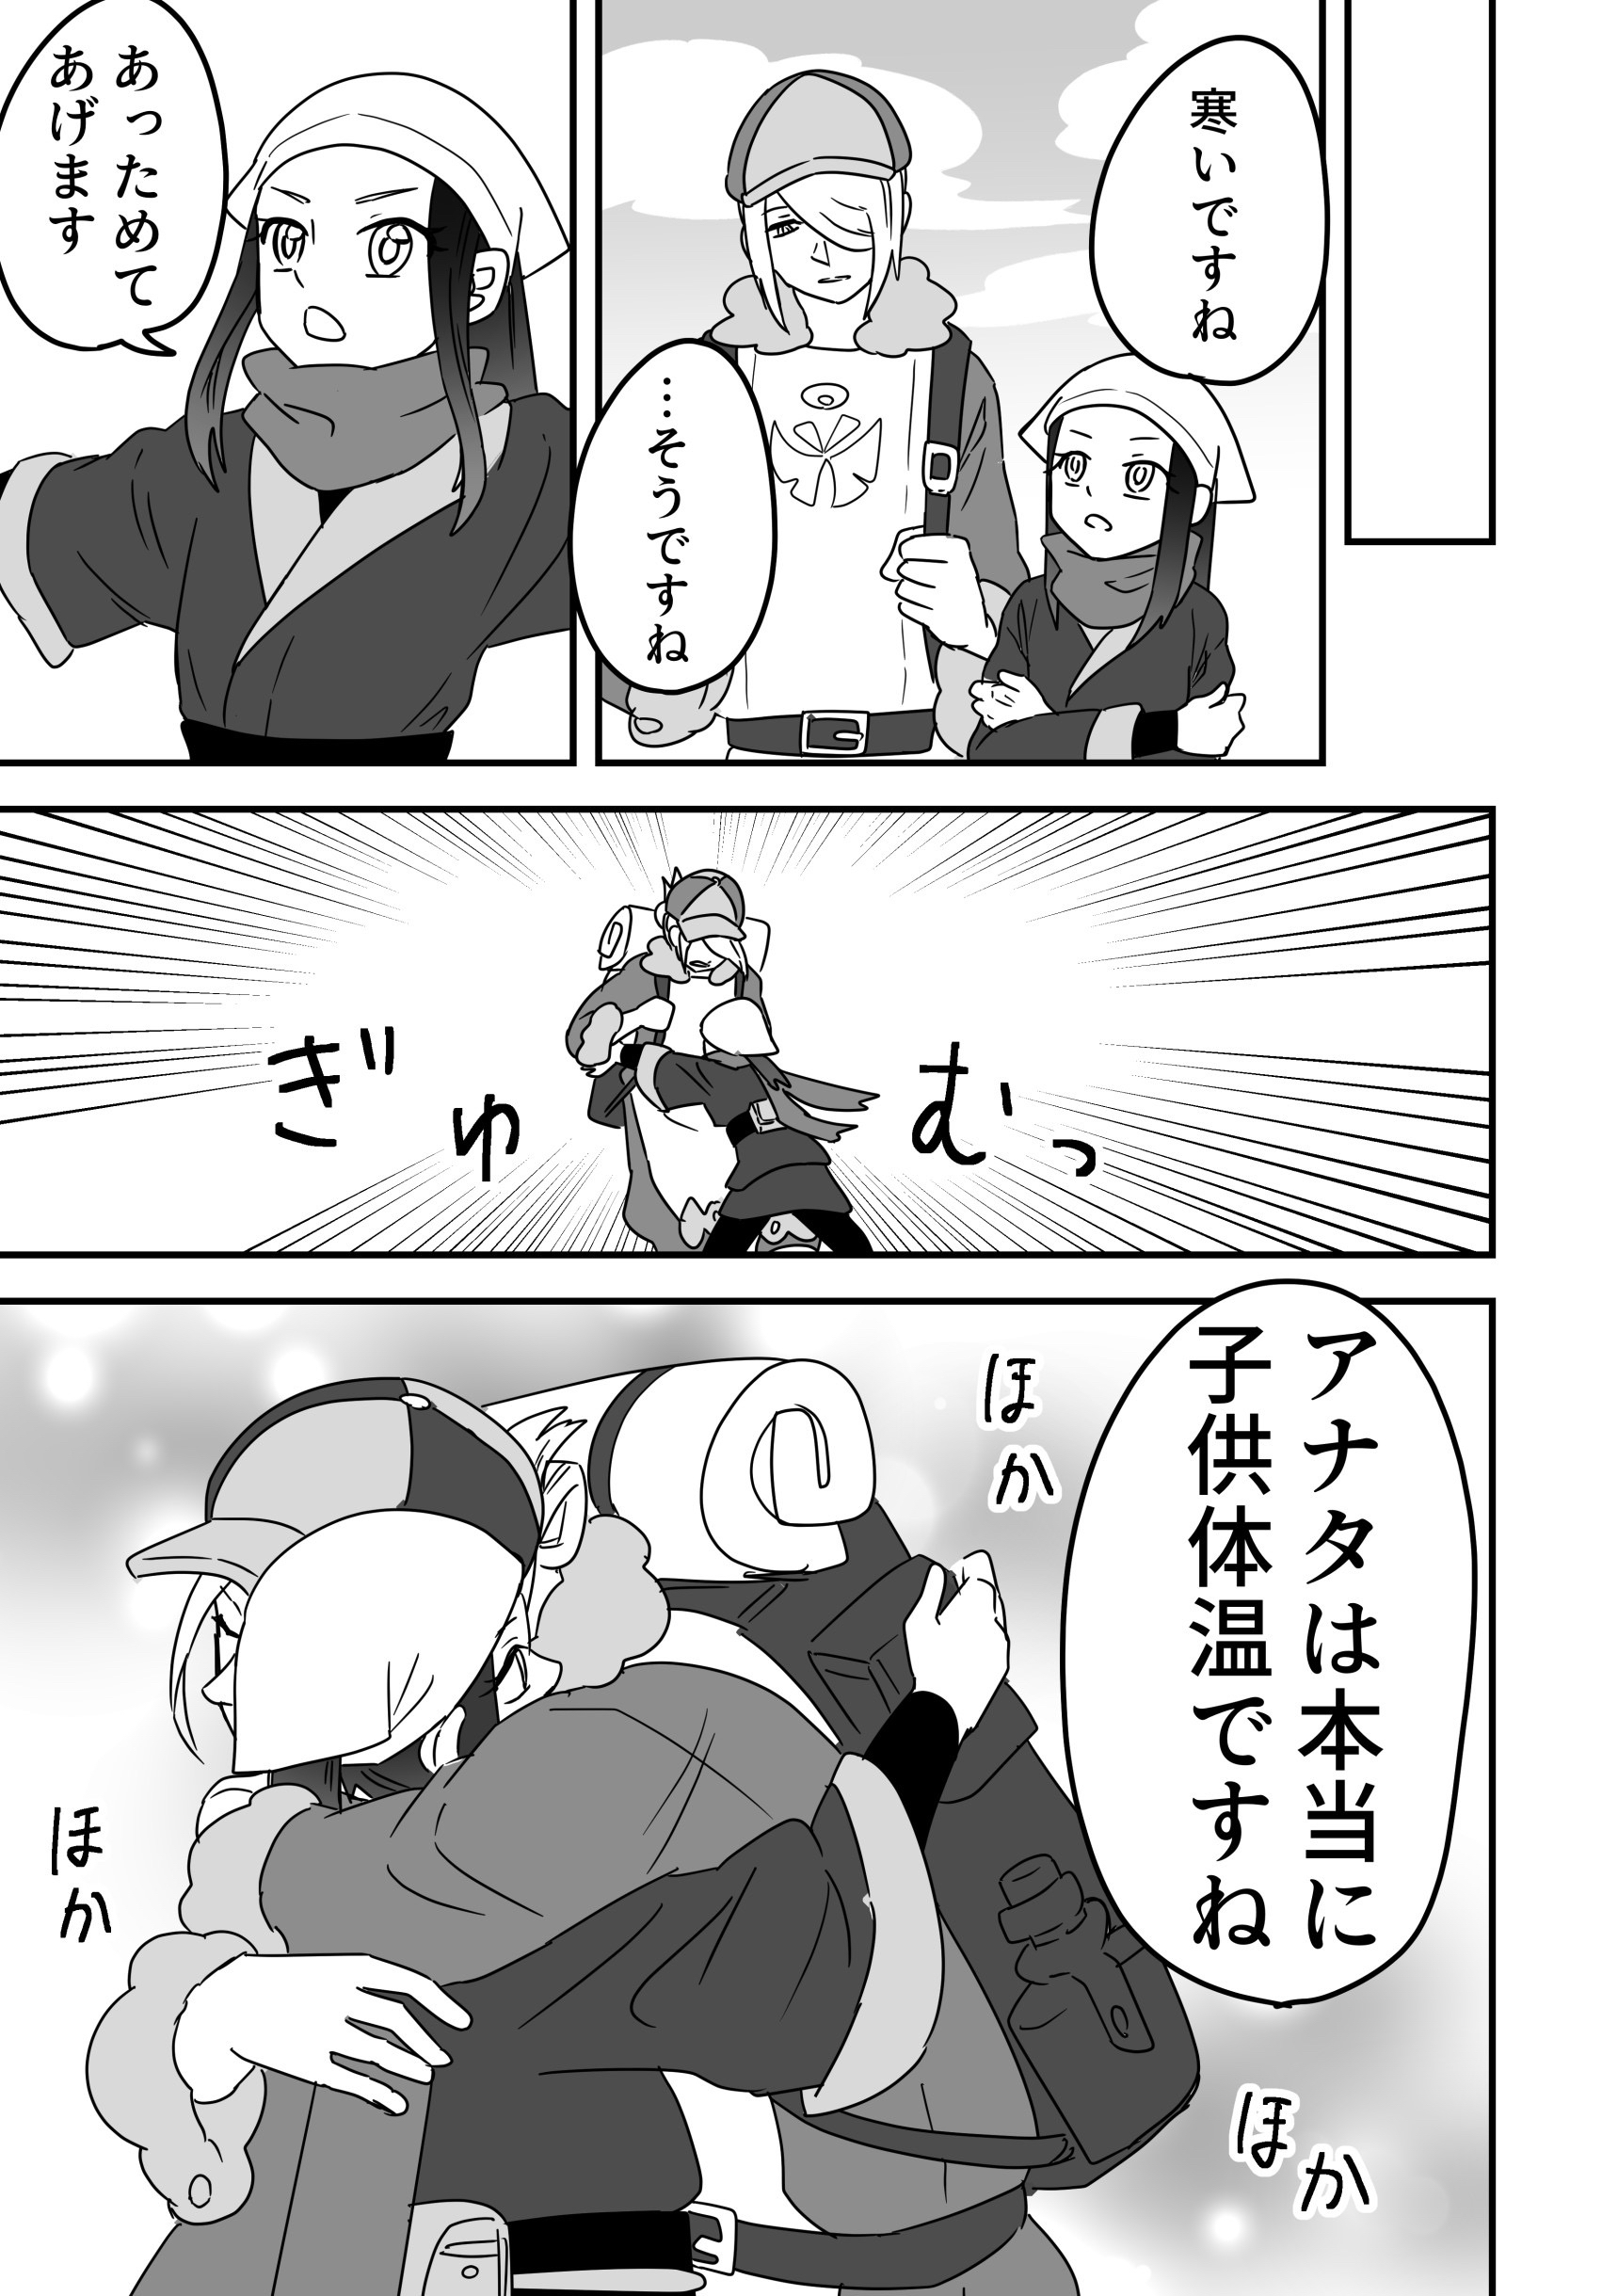 寒いですね
…そうですね
あっためて
あげます
ぎゅむっ
アナタは本当に
子供体温ですね
ほか
ほか
ほか